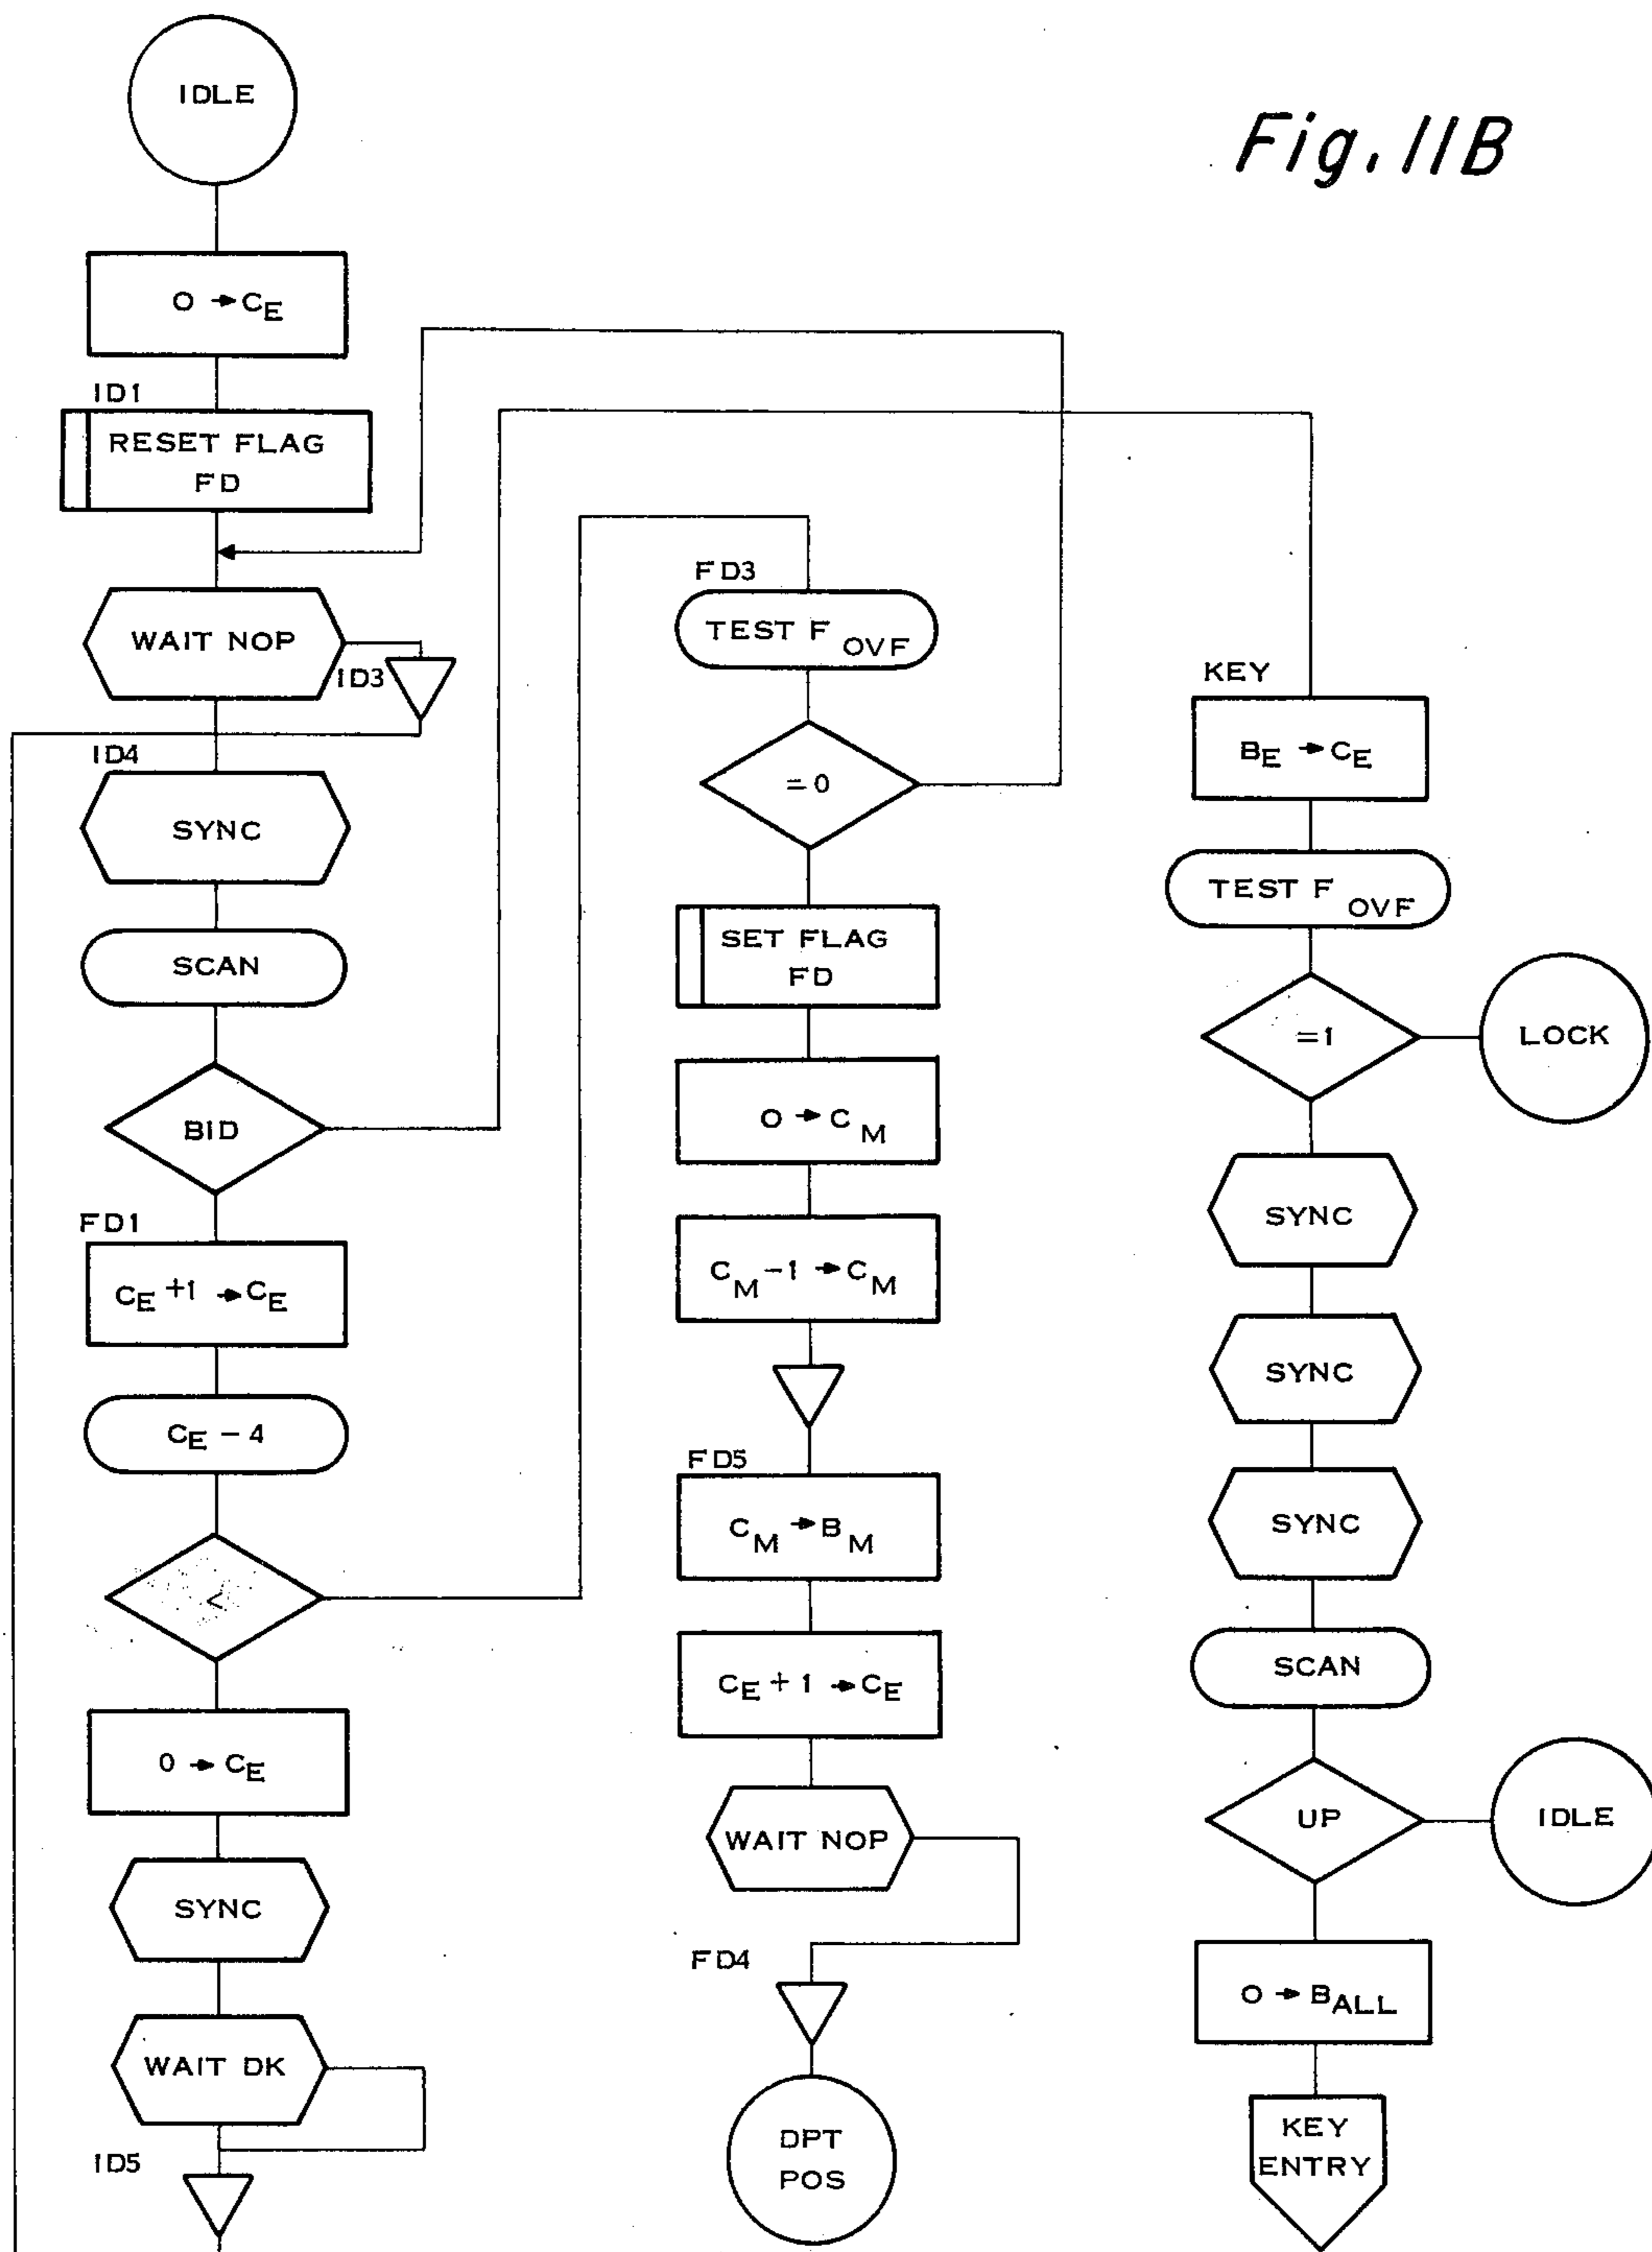 Fig. 11B
IDLE
0 → CE
ID1
RESET FLAG
FD
WAIT NOP
ID3
ID4
SYNC
SCAN
BID
FD1
CE +1 → CE
CE - 4
<
0 → CE
SYNC
WAIT DK
ID5
FD3
TEST F OVF
= 0
SET FLAG
FD
0 → CM
CM -1 → CM
FD5
CM → BM
CE + 1 → CE
WAIT NOP
FD4
DPT
POS
KEY
BE → CE
TEST F OVF
=1
LOCK
SYNC
SYNC
SYNC
SCAN
UP
IDLE
0 → BALL
KEY
ENTRY